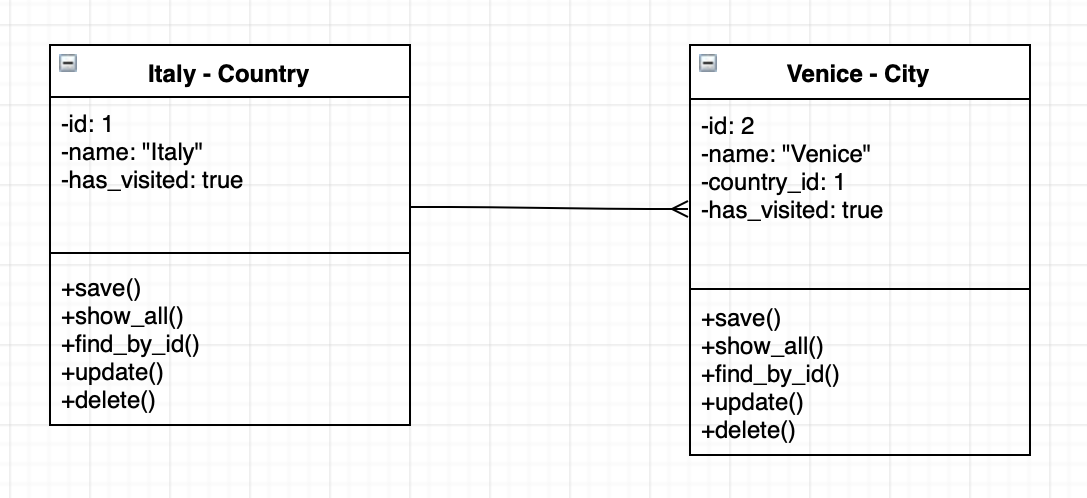 Italy - Country
-id: 1
-name: "Italy"
-has_visited: true
+save()
+show_all()
+find_by_id()
+update()
+delete()
Venice - City
-id: 2
-name: "Venice"
-country_id: 1
-has_visited: true
+save()
+show_all()
+find_by_id()
+update()
+delete()